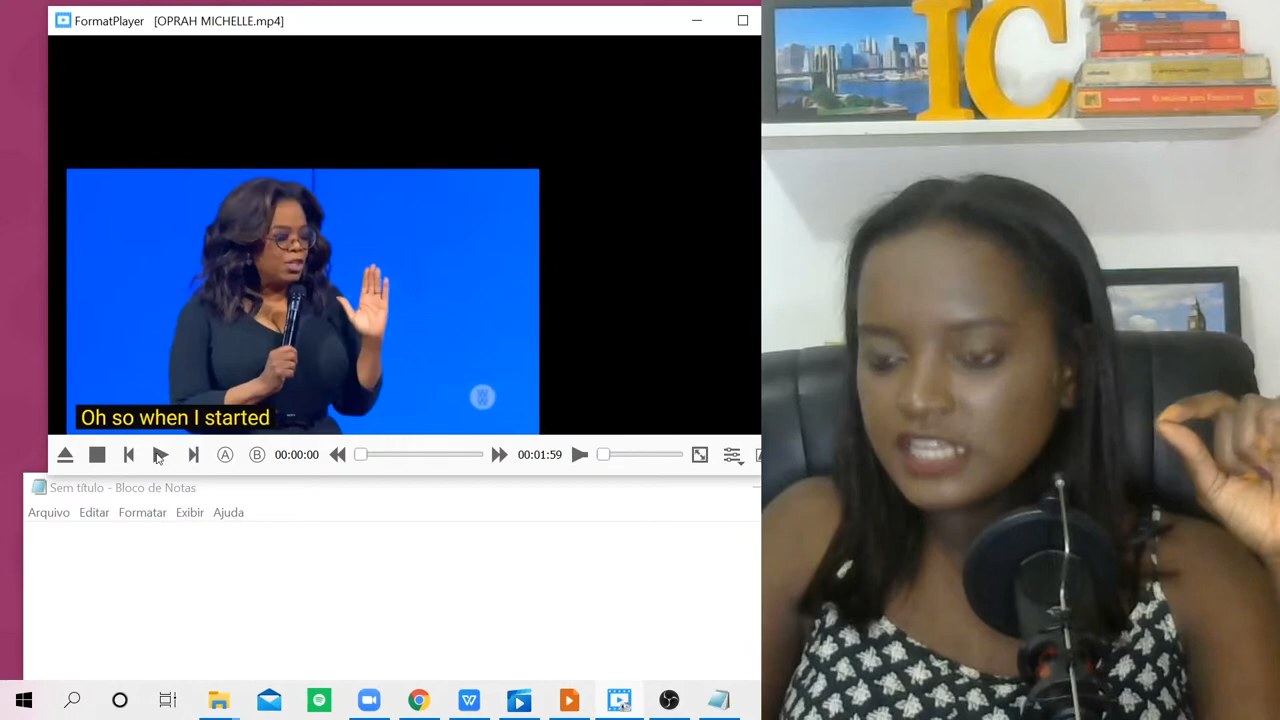 FormatPlayer [OPRAH MICHELLE.mp4]
IC
Oh so when I started
W
A
B
00:00:00
00:01:59
Sem título - Bloco de Notas
Arquivo Editar Formatar Exibir Ajuda